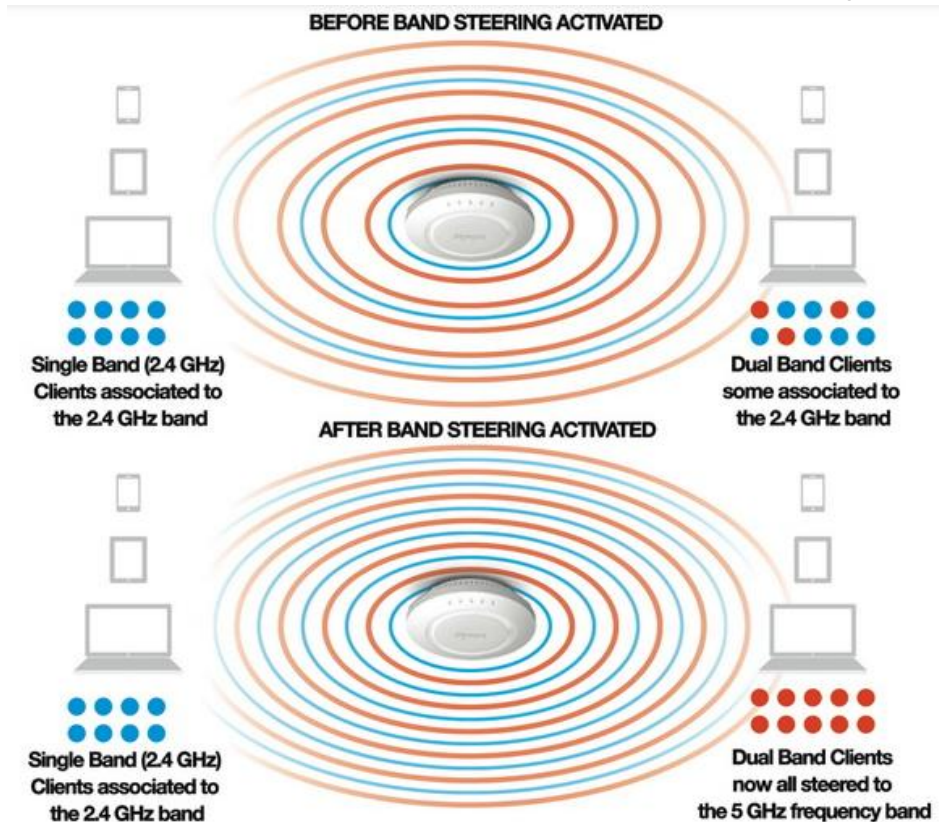 BEFORE BAND STEERING ACTIVATED
Single Band (2.4 GHz)
Clients associated to
the 2.4 GHz band
Dual Band Clients
some associated to
the 2.4 GHz band
AFTER BAND STEERING ACTIVATED
Single Band (2.4 GHz)
Clients associated to
the 2.4 GHz band
Dual Band Clients
now all steered to
the 5 GHz frequency band